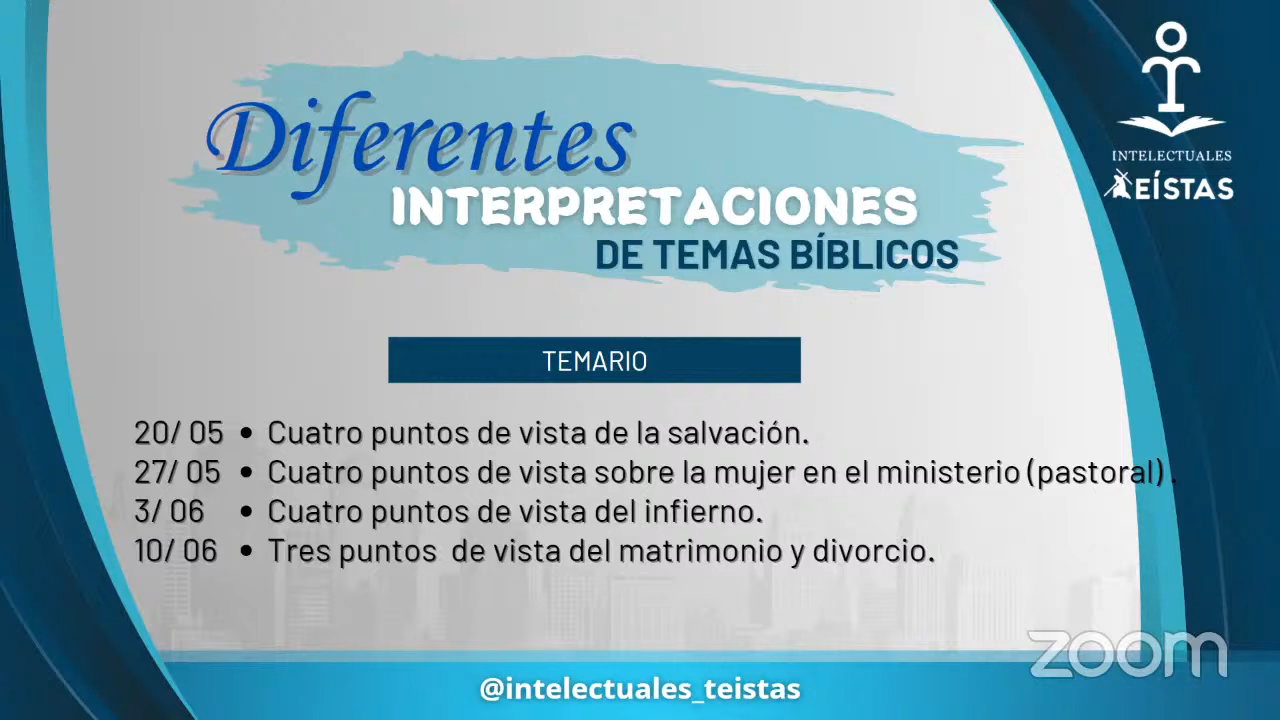 Diferentes
INTERPRETACIONES
DE TEMAS BÍBLICOS
INTELECTUALES
TEÍSTAS
TEMARIO
20/ 05 • Cuatro puntos de vista de la salvación.
27/ 05 • Cuatro puntos de vista sobre la mujer en el ministerio (pastoral) .
3/ 06 • Cuatro puntos de vista del infierno.
10/ 06 • Tres puntos de vista del matrimonio y divorcio.
zoom
@intelectuales_teistas